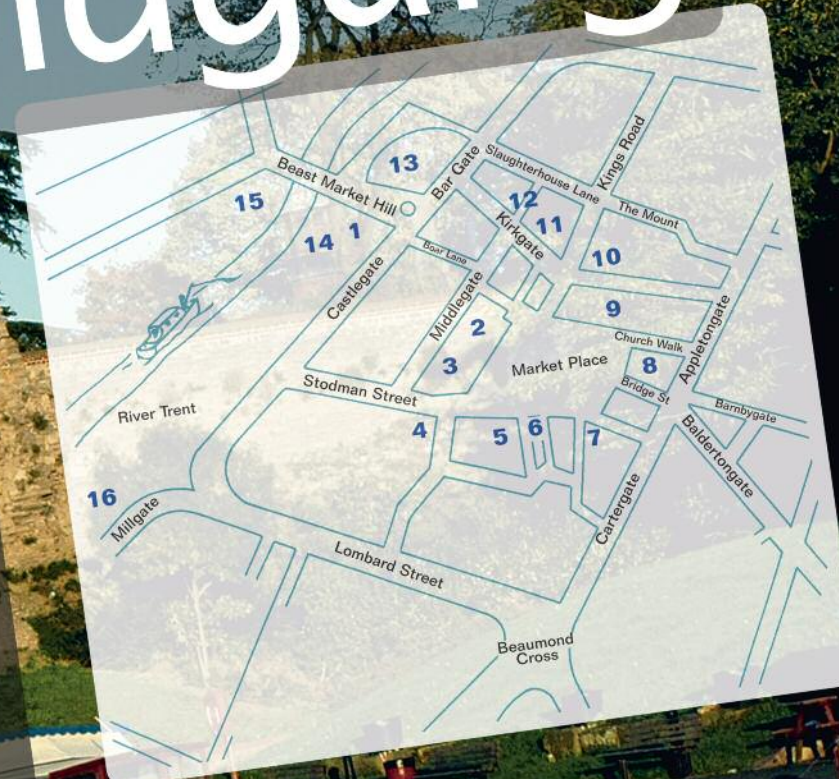 Beast Market Hill
13
Bar Gate
Slaughterhouse Lane
Kings Road
15
12
The Mount
14
1
11
Kirkgate
Boar Lane
10
Castlegate
Middlegate
9
2
Church Walk
Appletongate
3
Market Place
8
Stodman Street
Bridge St
River Trent
Barnbygate
4
5
6
7
Baldertongate
16
Millgate
Cartergate
Lombard Street
Beaumond
Cross